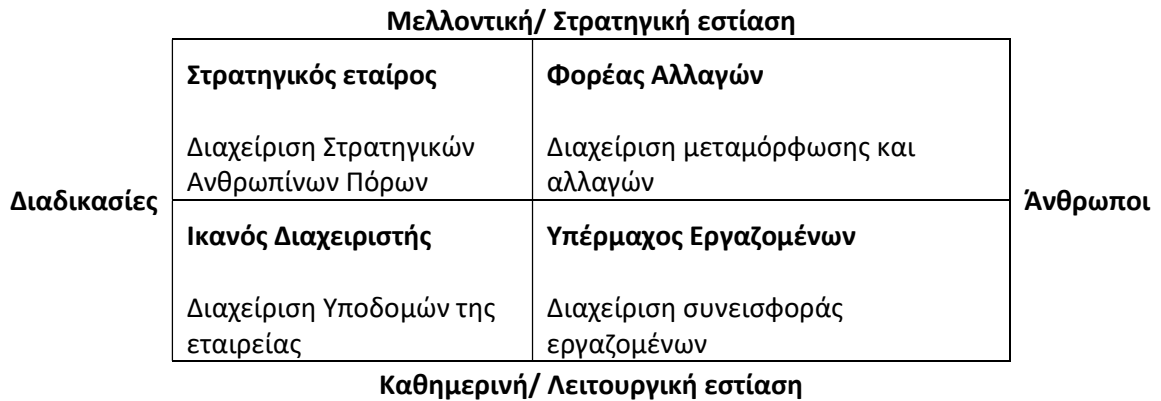 Μελλοντική/ Στρατηγική εστίαση
Στρατηγικός εταίρος
Φορέας Αλλαγών
Διαχείριση Στρατηγικών
Ανθρωπίνων Πόρων
Διαχείριση μεταμόρφωσης και
αλλαγών
Διαδικασίες
Άνθρωποι
Ικανός Διαχειριστής
Υπέρμαχος Εργαζομένων
Διαχείριση Υποδομών της
εταιρείας
Διαχείριση συνεισφοράς
εργαζομένων
Καθημερινή/ Λειτουργική εστίαση